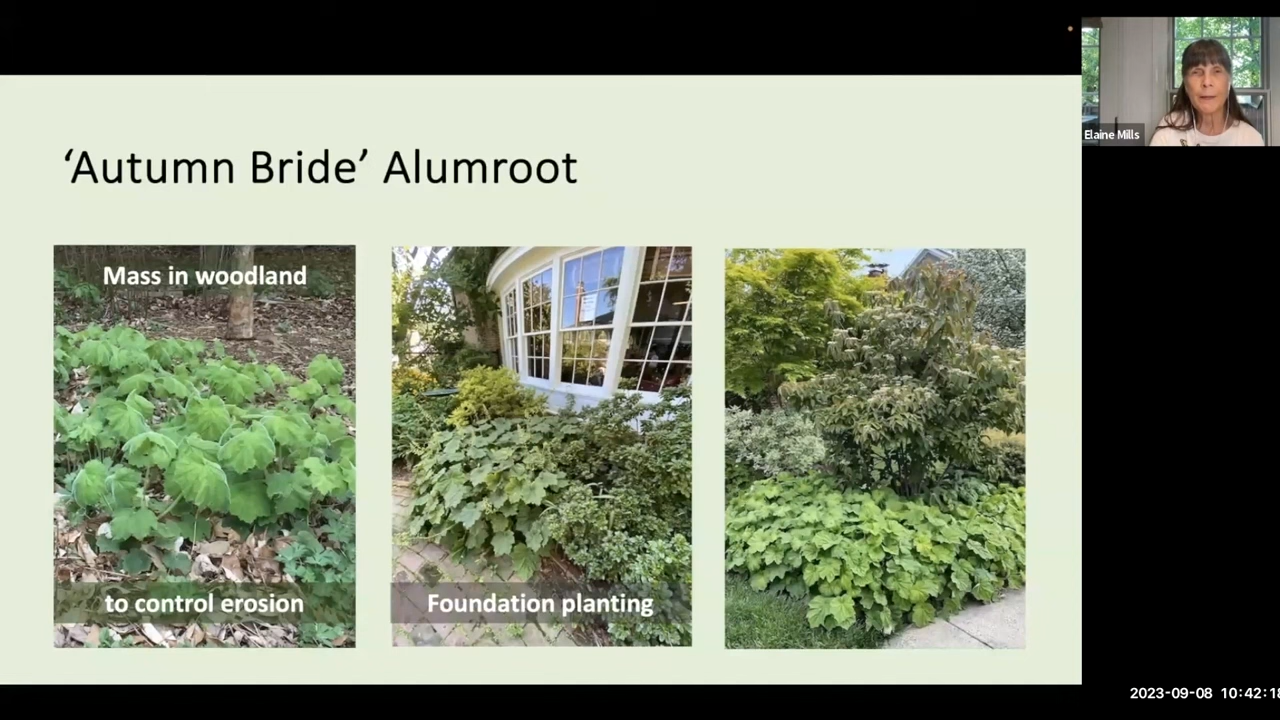 Elaine Mills
‘Autumn Bride’ Alumroot
Mass in woodland
to control erosion
Foundation planting
2023-09-08 10:42:18